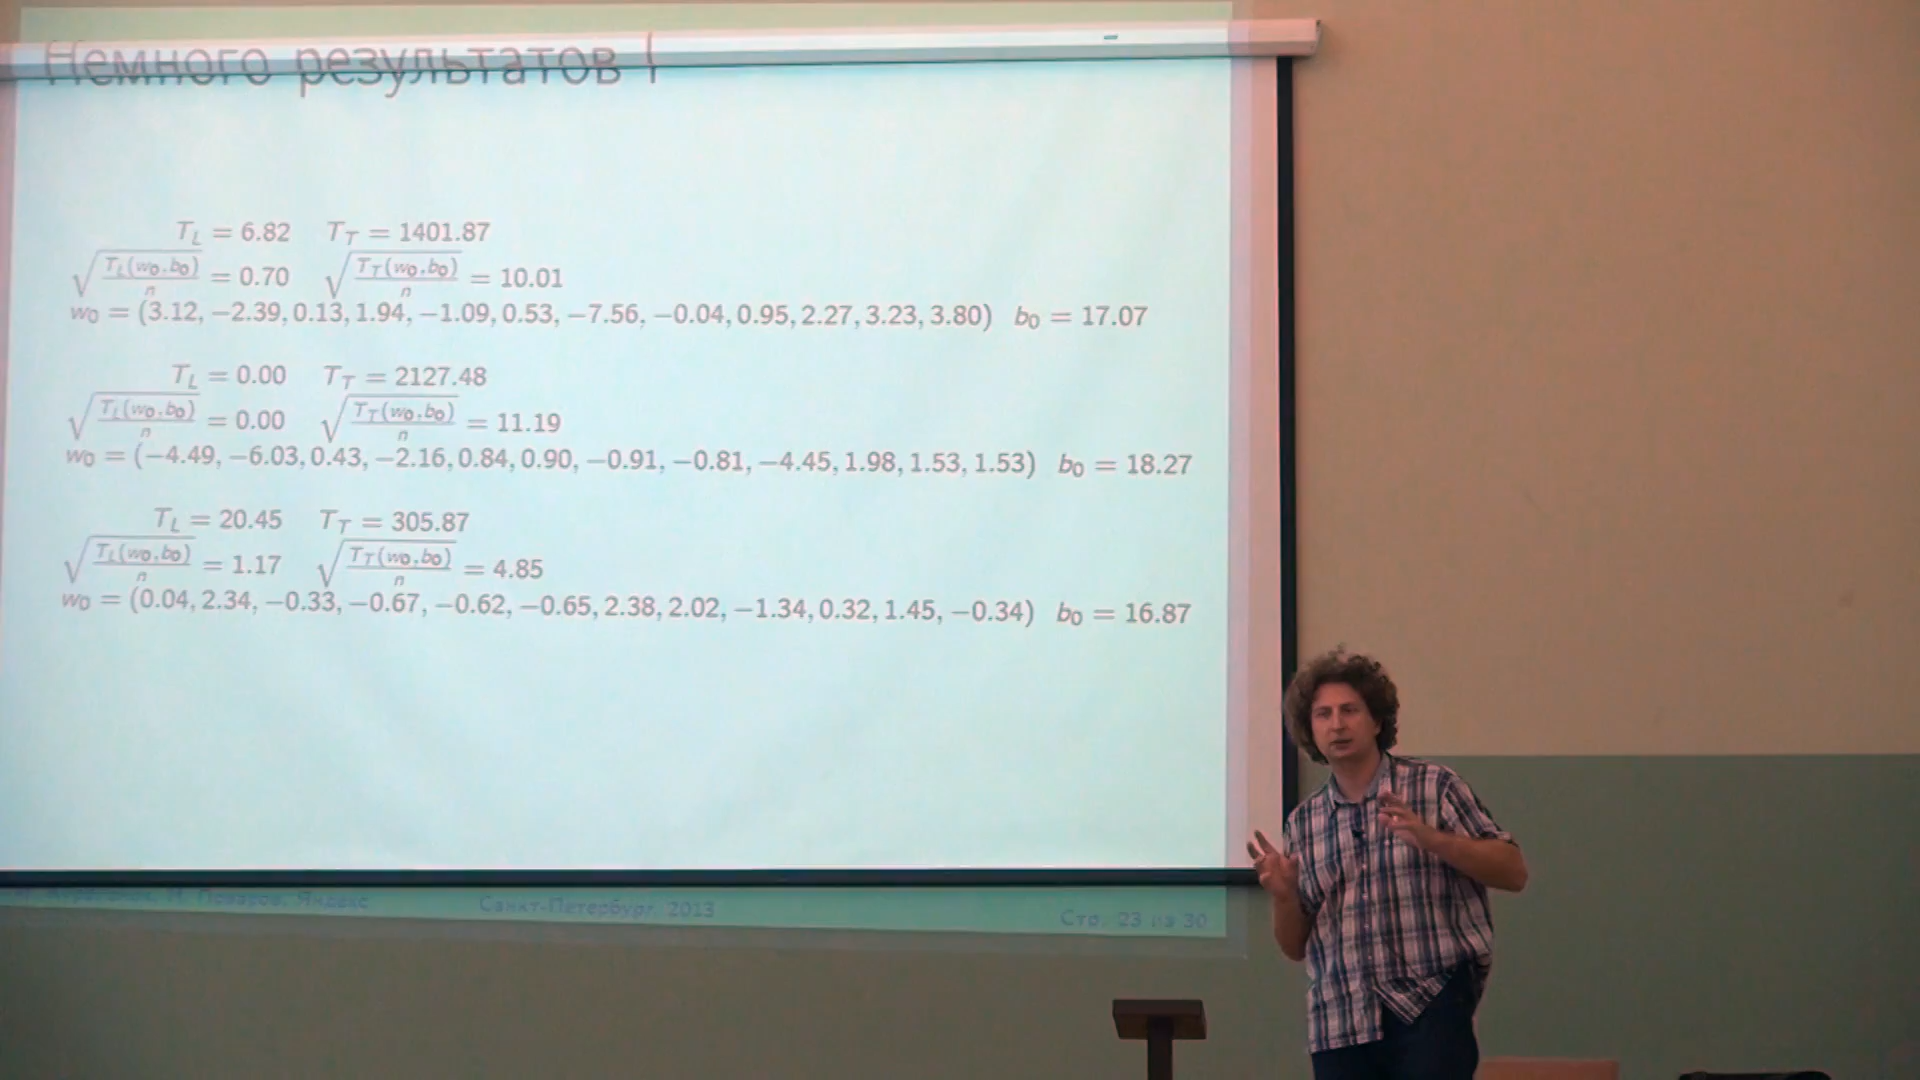 Немного результатов I
T_L = 6.82 T_T = 1401.87
√(T_L(w₀,b₀)/n) = 0.70 √(T_T(w₀,b₀)/n) = 10.01
w₀ = (3.12, −2.39, 0.13, 1.94, −1.09, 0.53, −7.56, −0.04, 0.95, 2.27, 3.23, 3.80) b₀ = 17.07
T_L = 0.00 T_T = 2127.48
√(T_L(w₀,b₀)/n) = 0.00 √(T_T(w₀,b₀)/n) = 11.19
w₀ = (−4.49, −6.03, 0.43, −2.16, 0.84, 0.90, −0.91, −0.81, −4.45, 1.98, 1.53, 1.53) b₀ = 18.27
T_L = 20.45 T_T = 305.87
√(T_L(w₀,b₀)/n) = 1.17 √(T_T(w₀,b₀)/n) = 4.85
w₀ = (0.04, 2.34, −0.33, −0.67, −0.62, −0.65, 2.38, 2.02, −1.34, 0.32, 1.45, −0.34) b₀ = 16.87
Яндекс Санкт-Петербург, 2013 Стр. 23 из 30